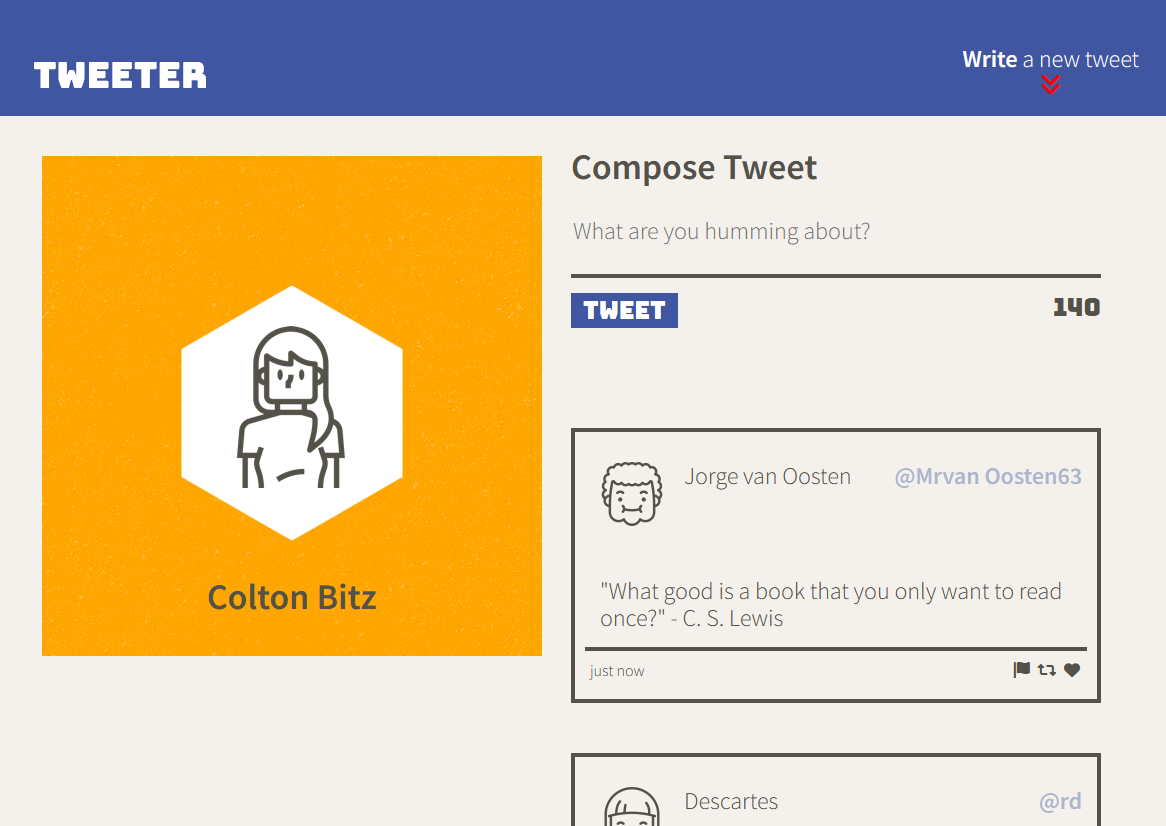 TWEETER
Write a new tweet
Colton Bitz
Compose Tweet
What are you humming about?
TWEET
140
Jorge van Oosten
@Mrvan Oosten63
"What good is a book that you only want to read
once?" - C. S. Lewis
just now
Descartes
@rd